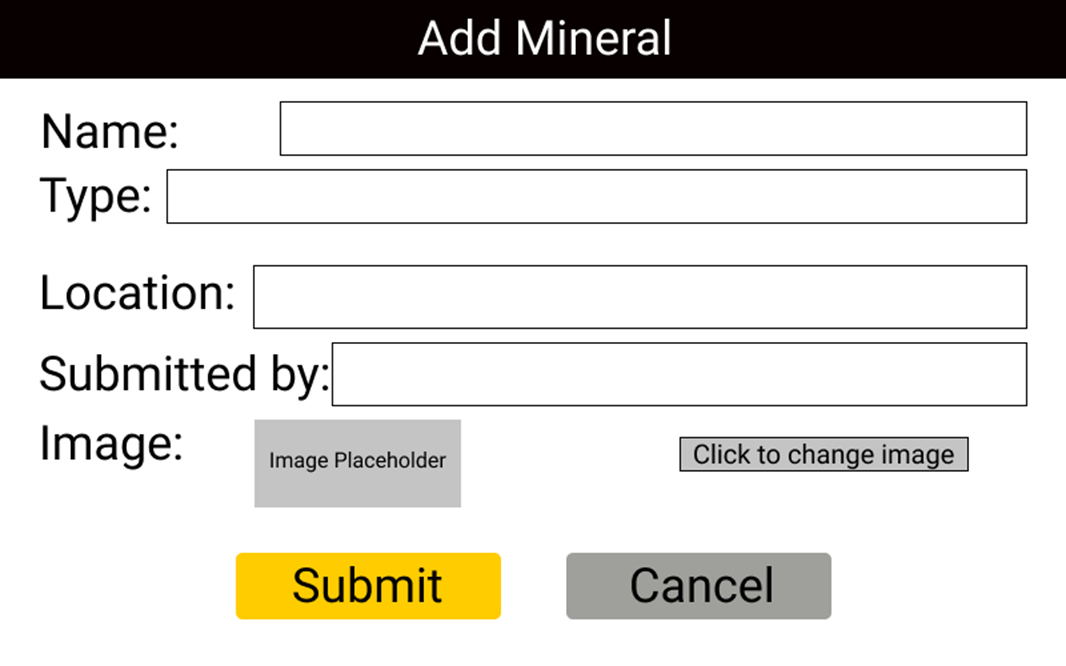 Add Mineral
Name:
Type:
Location:
Submitted by:
Image:
Image Placeholder
Click to change image
Submit
Cancel